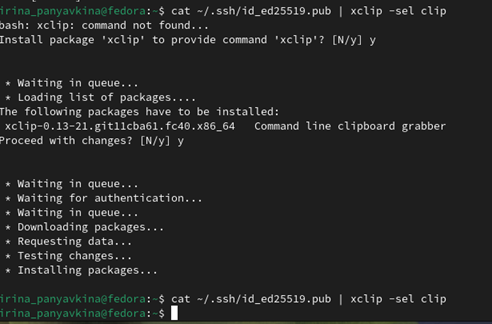 irina_panyavkina@fedora:~$ cat ~/.ssh/id_ed25519.pub | xclip -sel clip
bash: xclip: command not found...
Install package 'xclip' to provide command 'xclip'? [N/y] y
* Waiting in queue...
* Loading list of packages....
The following packages have to be installed:
xclip-0.13-21.git11cba61.fc40.x86_64 Command line clipboard grabber
Proceed with changes? [N/y] y
* Waiting in queue...
* Waiting for authentication...
* Waiting in queue...
* Downloading packages...
* Requesting data...
* Testing changes...
* Installing packages...
irina_panyavkina@fedora:~$ cat ~/.ssh/id_ed25519.pub | xclip -sel clip
irina_panyavkina@fedora:~$